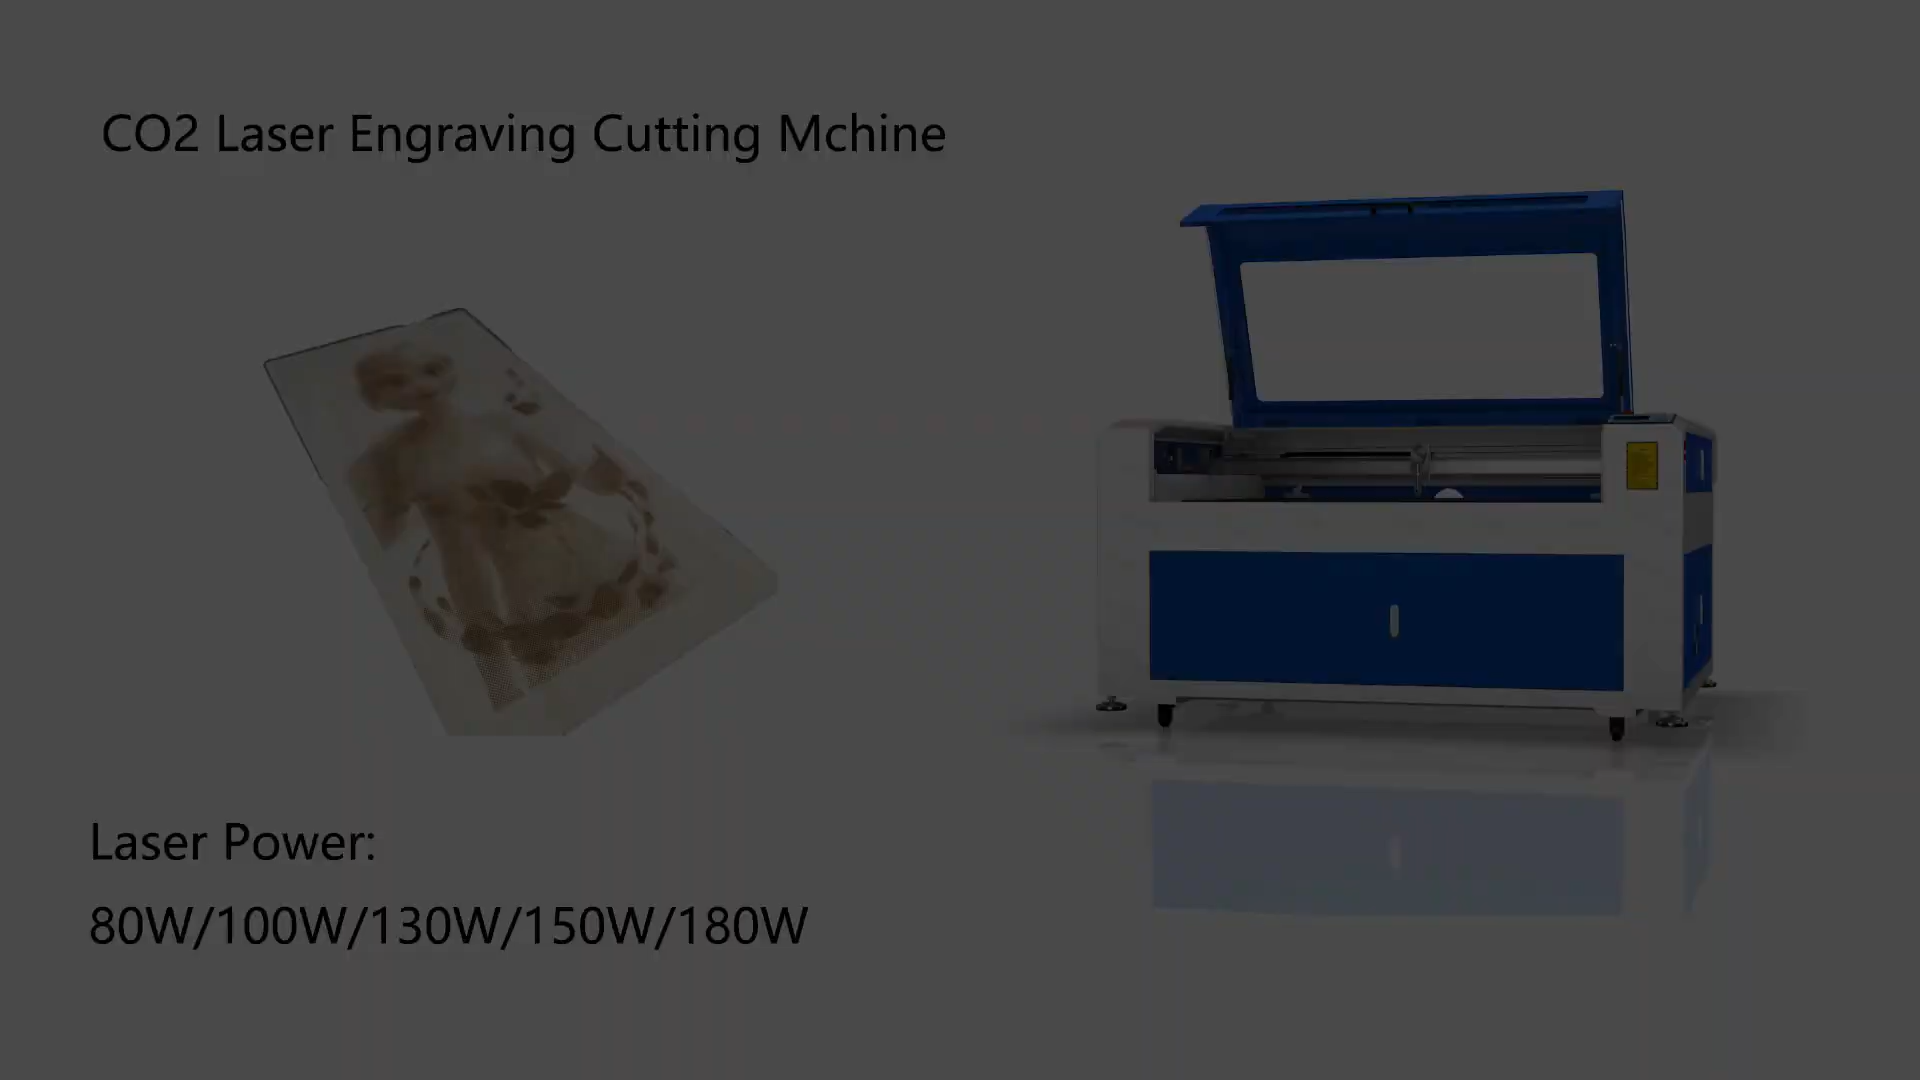 CO2 Laser Engraving Cutting Mchine
Laser Power:
80W/100W/130W/150W/180W